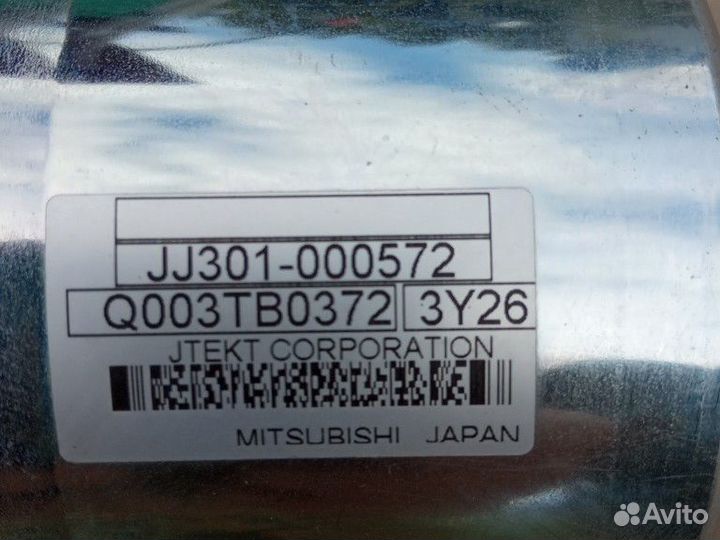 JJ301-000572
Q003TB0372 3Y26
JTEKT CORPORATION
MITSUBISHI JAPAN
Avito